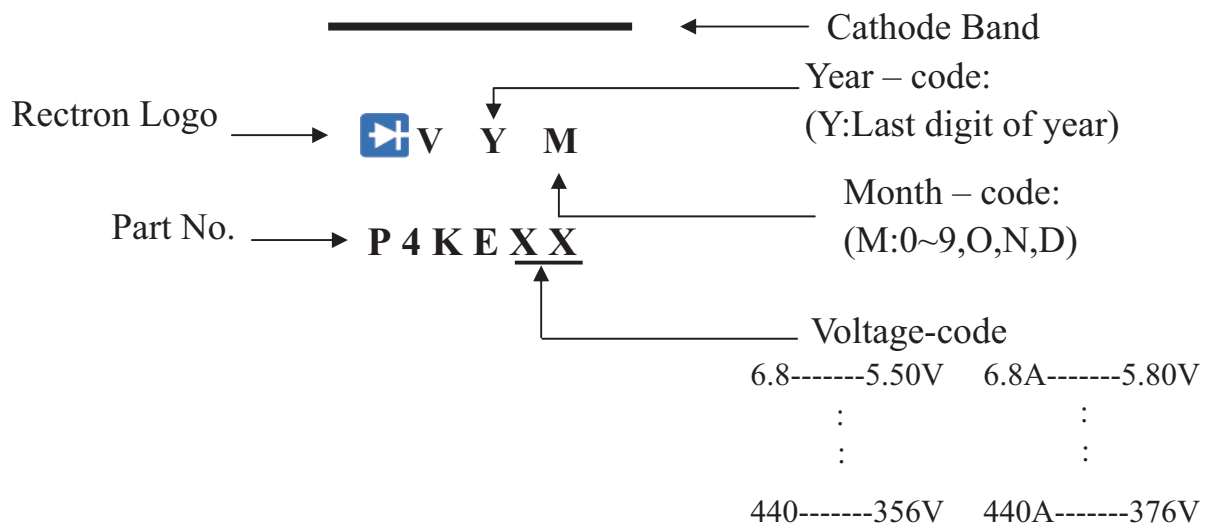 Cathode Band
Year – code:
(Y:Last digit of year)
Rectron Logo
V Y M
Month – code:
(M:0~9,O,N,D)
Part No.
P4KEXX
Voltage-code
6.8-------5.50V 6.8A-------5.80V
: :
: :
440-------356V 440A-------376V